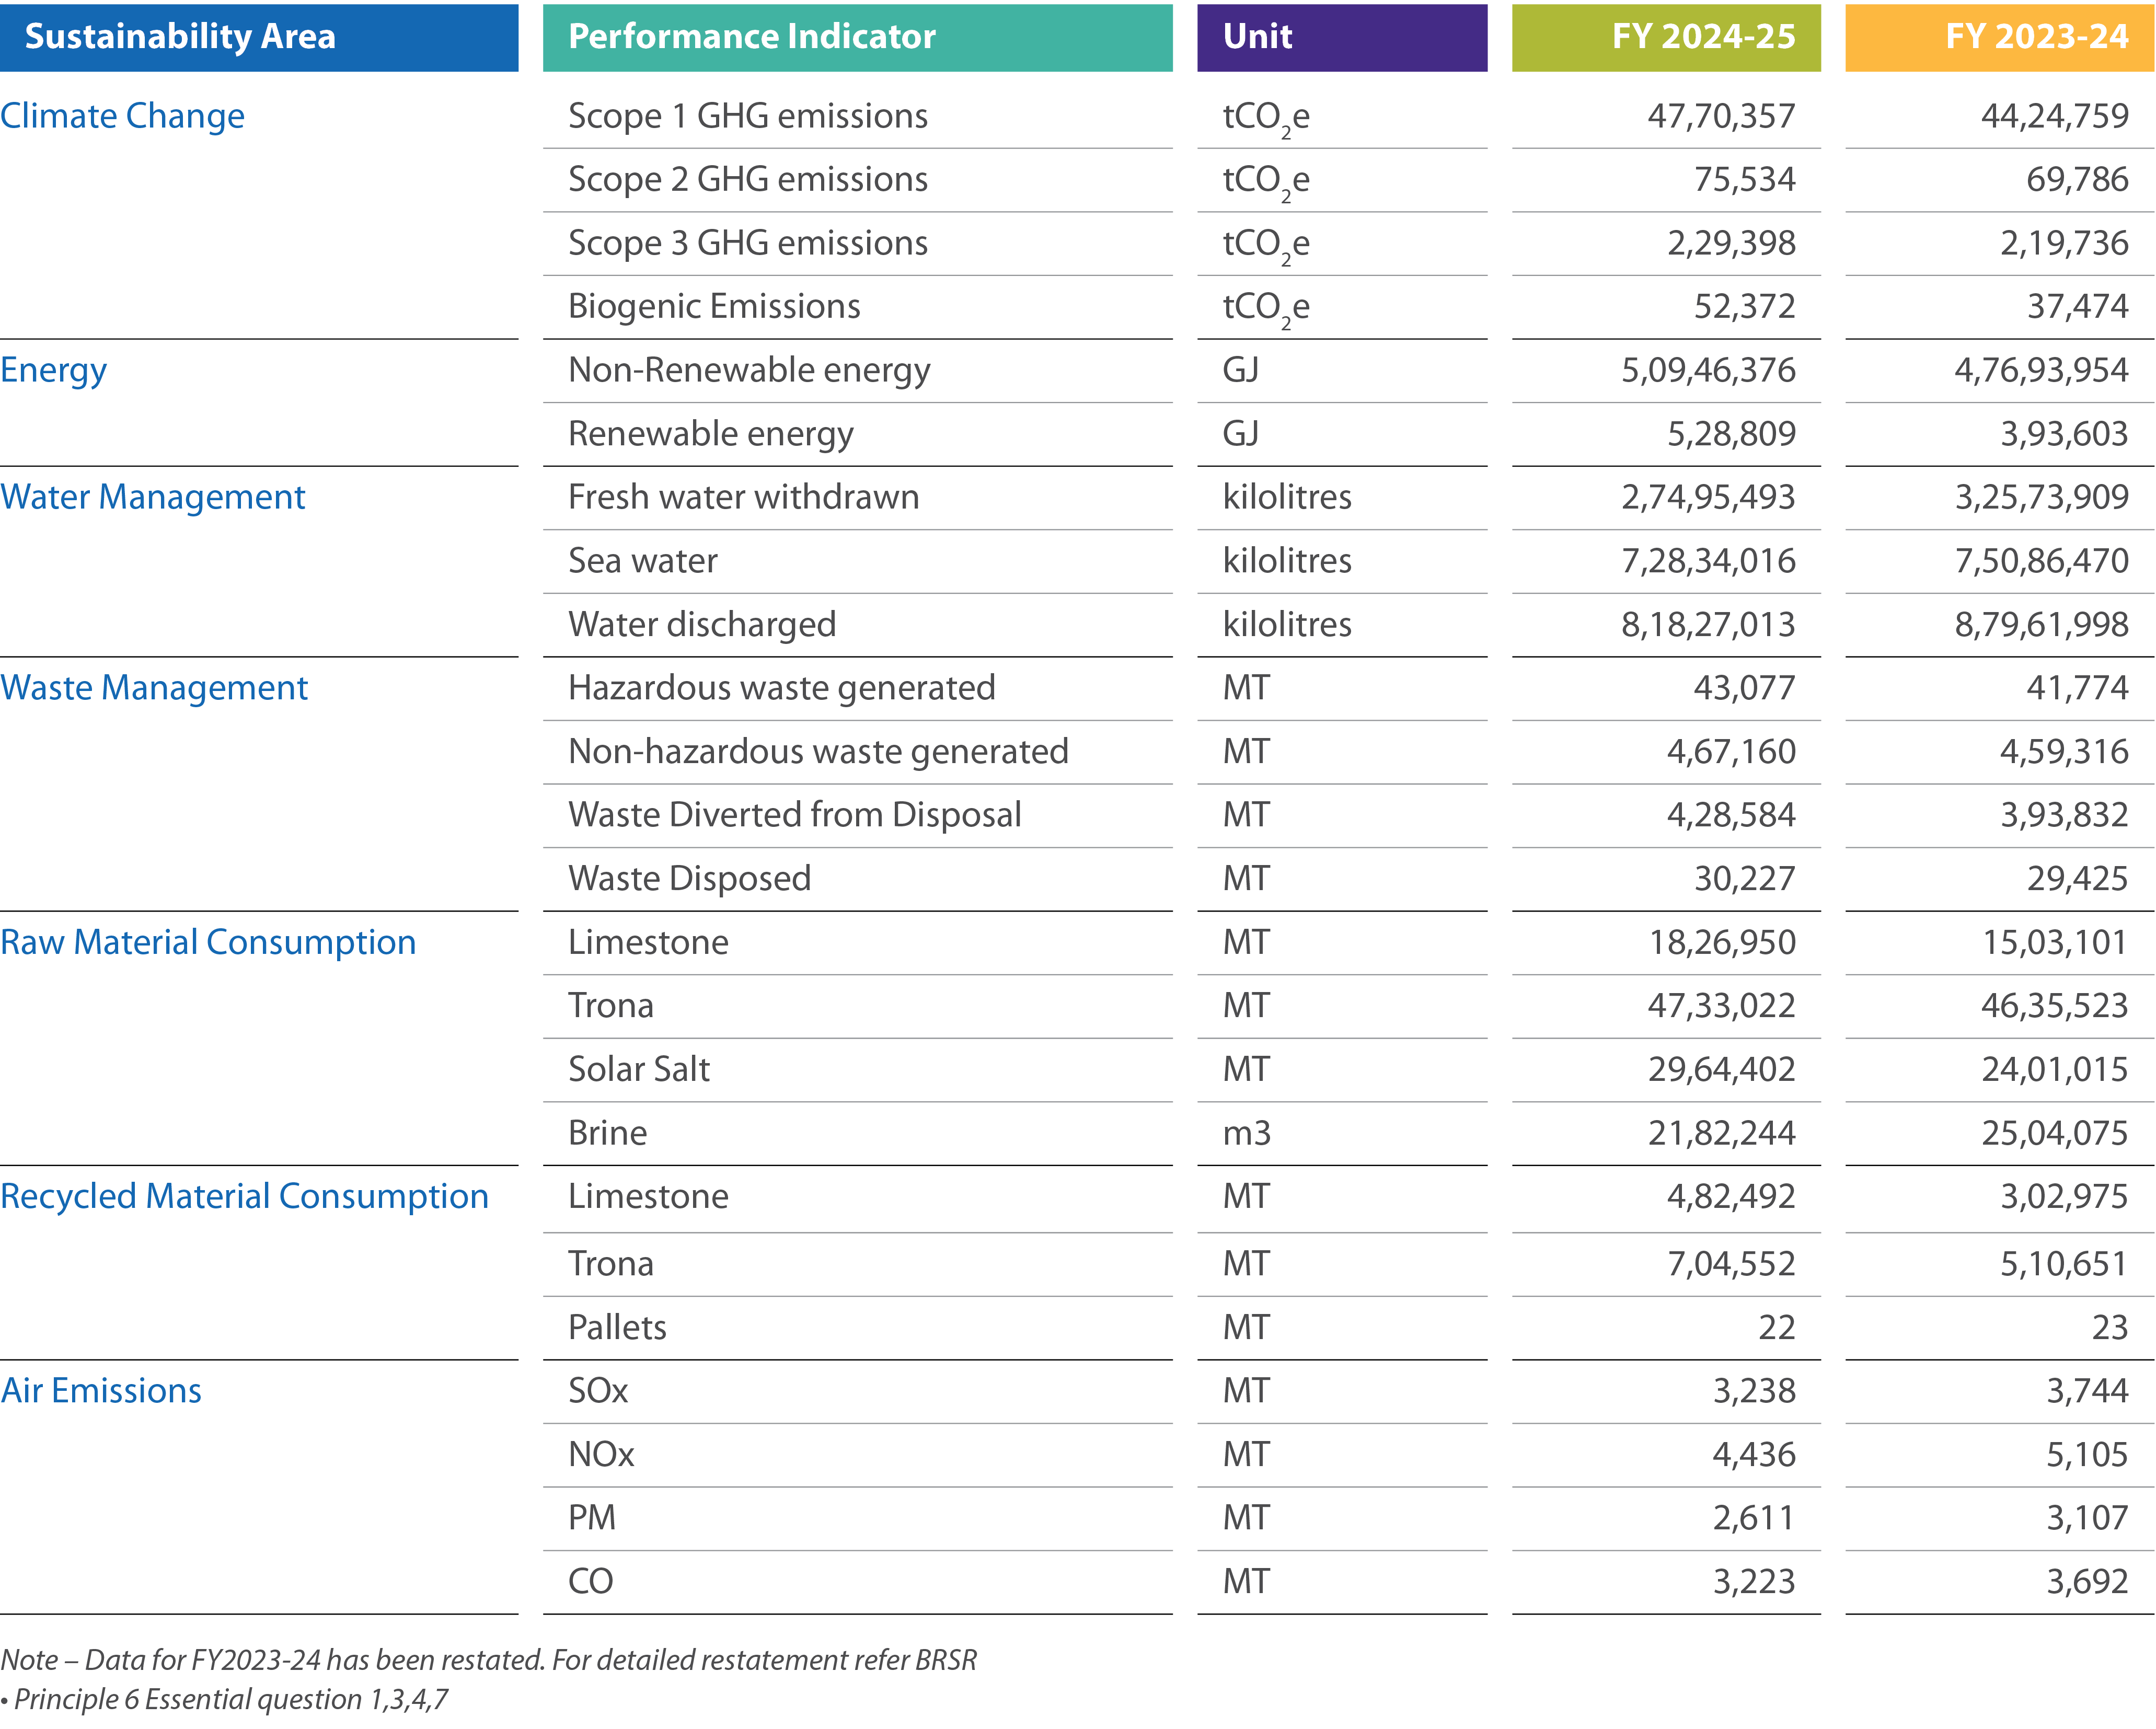 Sustainability Area Performance Indicator Unit FY 2024-25 FY 2023-24
Climate Change Scope 1 GHG emissions tCO2e 47,70,357 44,24,759
Scope 2 GHG emissions tCO2e 75,534 69,786
Scope 3 GHG emissions tCO2e 2,29,398 2,19,736
Biogenic Emissions tCO2e 52,372 37,474
Energy Non-Renewable energy GJ 5,09,46,376 4,76,93,954
Renewable energy GJ 5,28,809 3,93,603
Water Management Fresh water withdrawn kilolitres 2,74,95,493 3,25,73,909
Sea water kilolitres 7,28,34,016 7,50,86,470
Water discharged kilolitres 8,18,27,013 8,79,61,998
Waste Management Hazardous waste generated MT 43,077 41,774
Non-hazardous waste generated MT 4,67,160 4,59,316
Waste Diverted from Disposal MT 4,28,584 3,93,832
Waste Disposed MT 30,227 29,425
Raw Material Consumption Limestone MT 18,26,950 15,03,101
Trona MT 47,33,022 46,35,523
Solar Salt MT 29,64,402 24,01,015
Brine m3 21,82,244 25,04,075
Recycled Material Consumption Limestone MT 4,82,492 3,02,975
Trona MT 7,04,552 5,10,651
Pallets MT 22 23
Air Emissions SOx MT 3,238 3,744
NOx MT 4,436 5,105
PM MT 2,611 3,107
CO MT 3,223 3,692
Note – Data for FY2023-24 has been restated. For detailed restatement refer BRSR
• Principle 6 Essential question 1,3,4,7